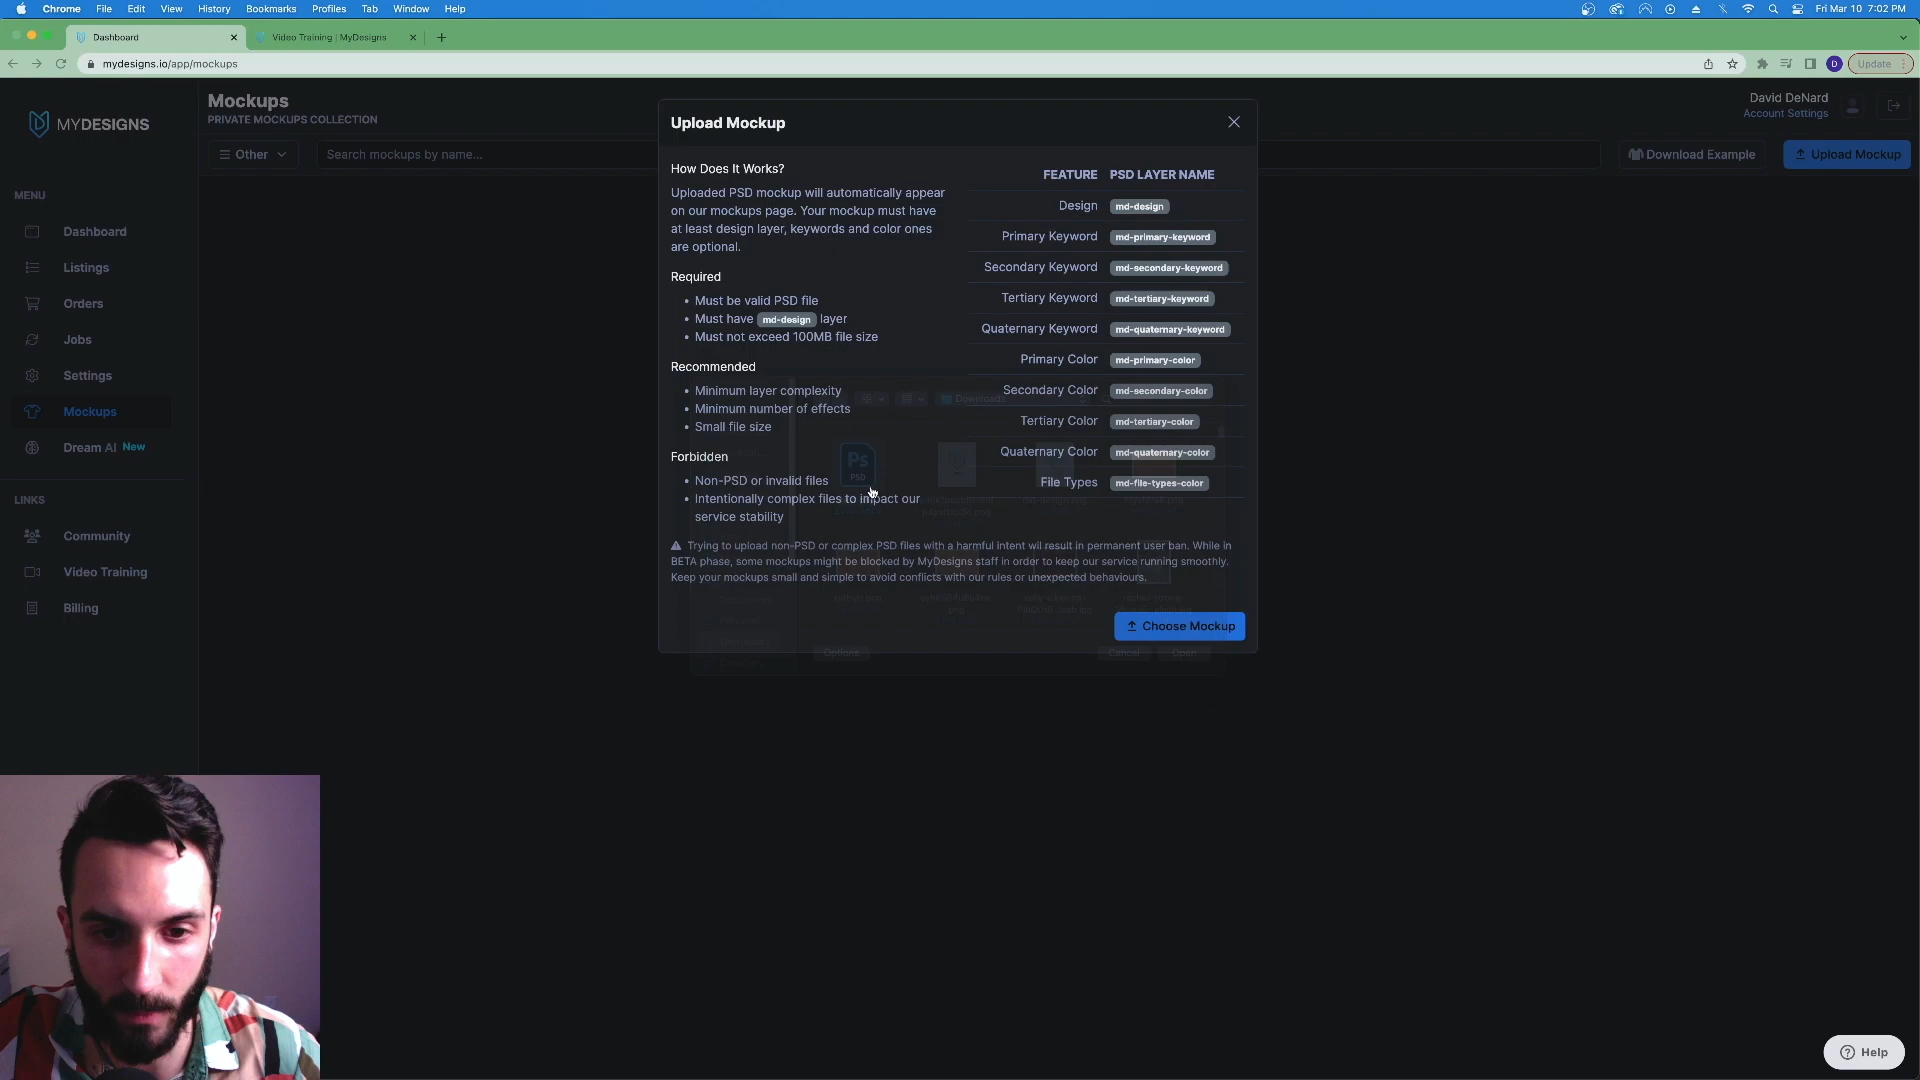 Chrome File Edit View History Bookmarks Profiles Tab Window Help
Fri Mar 10 7:02 PM
Dashboard
Video Training | MyDesigns
mydesigns.io/app/mockups
D
Update
MYDESIGNS
Mockups
PRIVATE MOCKUPS COLLECTION
David DeNard
Account Settings
Other
Search mockups by name...
Download Example
Upload Mockup
MENU
Dashboard
Listings
Orders
Jobs
Settings
Mockups
Dream AI New
LINKS
Community
Video Training
Billing
Upload Mockup
How Does It Works?
Uploaded PSD mockup will automatically appear
on our mockups page. Your mockup must have
at least design layer, keywords and color ones
are optional.
Required
• Must be valid PSD file
• Must have md-design layer
• Must not exceed 100MB file size
Recommended
• Minimum layer complexity
• Minimum number of effects
• Small file size
Forbidden
• Non-PSD or invalid files
• Intentionally complex files to impact our
service stability
FEATURE PSD LAYER NAME
Design md-design
Primary Keyword md-primary-keyword
Secondary Keyword md-secondary-keyword
Tertiary Keyword md-tertiary-keyword
Quaternary Keyword md-quaternary-keyword
Primary Color md-primary-color
Secondary Color md-secondary-color
Tertiary Color md-tertiary-color
Quaternary Color md-quaternary-color
File Types md-file-types-color
Trying to upload non-PSD or complex PSD files with a harmful intent wil result in permanent user ban. While in
BETA phase, some mockups might be blocked by MyDesigns staff in order to keep our service running smoothly.
Keep your mockups small and simple to avoid conflicts with our rules or unexpected behaviours.
Choose Mockup
Downloads
Ps
PSD
Options
Cancel
Open
Help